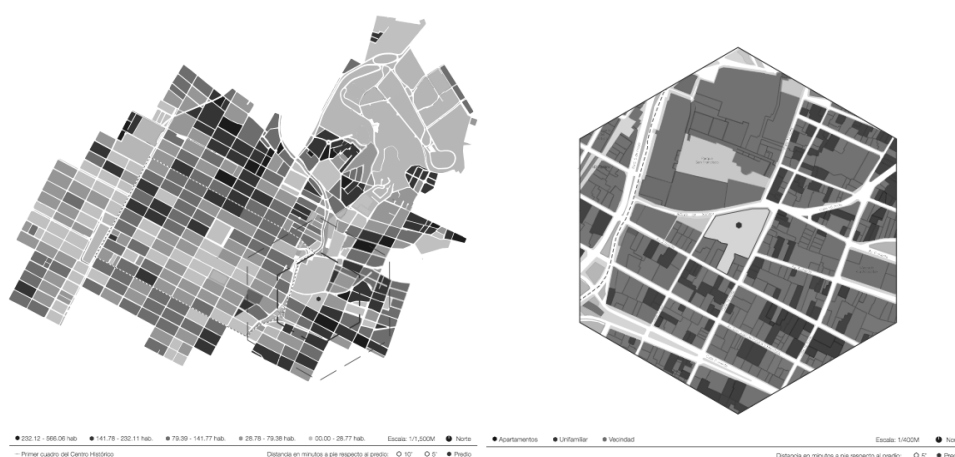 232.12 - 566.06 hab
141.78 - 232.11 hab.
79.39 - 141.77 hab.
28.78 - 79.38 hab.
00.00 - 28.77 hab.
Escala: 1/1,500M
Norte
Primer cuadro del Centro Histórico
Distancia en minutos a pie respecto al predio:
10'
5'
Predio
Apartamentos
Unifamiliar
Vecindad
Escala: 1/400M
Nor
Distancia en minutos a pie respecto al predio:
5'
Pred